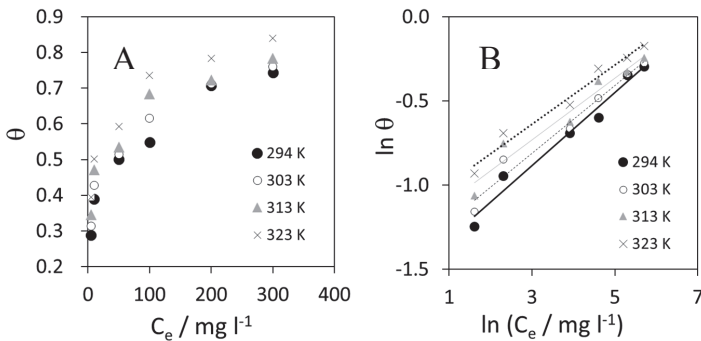 A
θ
0.9
0.8
0.7
0.6
0.5
0.4
0.3
0.2
0
100
200
300
400
294 K
303 K
313 K
323 K
Cₑ / mg l⁻¹
B
ln θ
-0.0
-0.5
-1.0
-1.5
1
3
5
7
294 K
303 K
313 K
323 K
ln (Cₑ / mg l⁻¹)